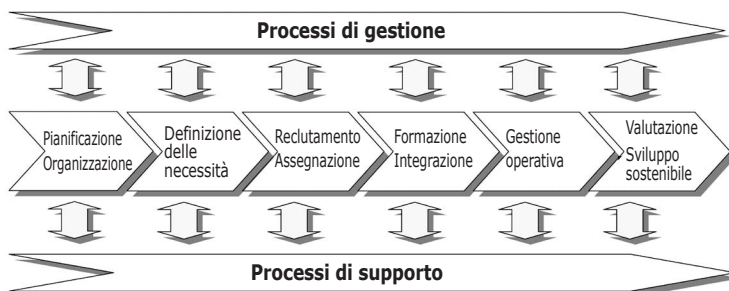 Processi di gestione
Pianificazione
Organizzazione
Definizione
delle
necessità
Reclutamento
Assegnazione
Formazione
Integrazione
Gestione
operativa
Valutazione
Sviluppo
sostenibile
Processi di supporto